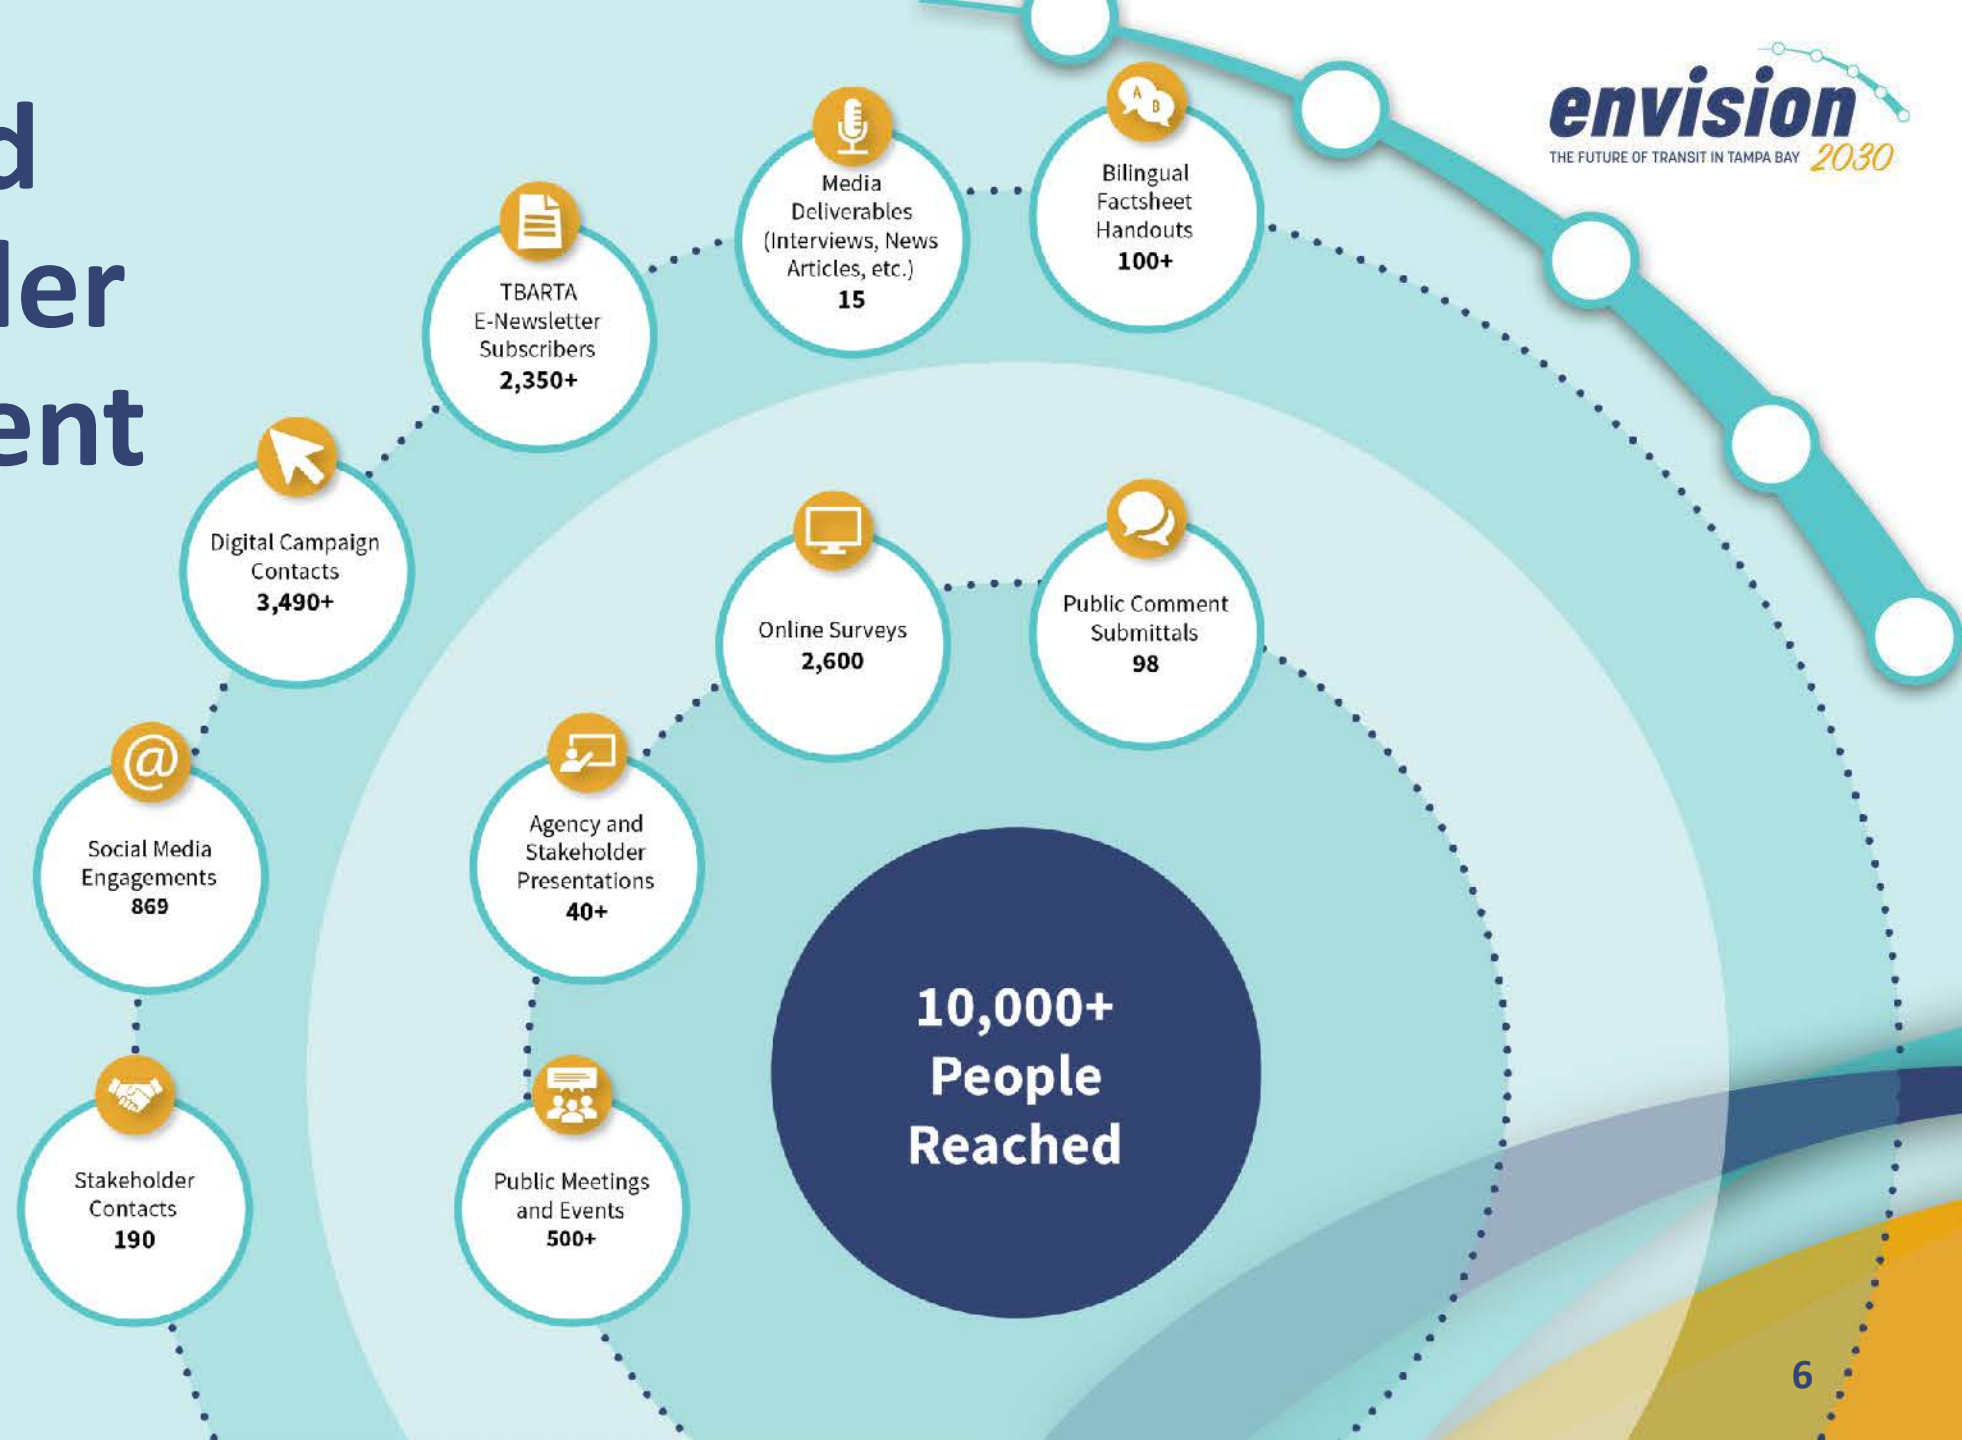 d
der
ent
envision
THE FUTURE OF TRANSIT IN TAMPA BAY 2030
Media
Deliverables
(Interviews, News
Articles, etc.)
15
A
B
Bilingual
Factsheet
Handouts
100+
TBARTA
E-Newsletter
Subscribers
2,350+
Digital Campaign
Contacts
3,490+
Online Surveys
2,600
Public Comment
Submittals
98
@
Social Media
Engagements
869
Agency and
Stakeholder
Presentations
40+
Stakeholder
Contacts
190
Public Meetings
and Events
500+
10,000+
People
Reached
6